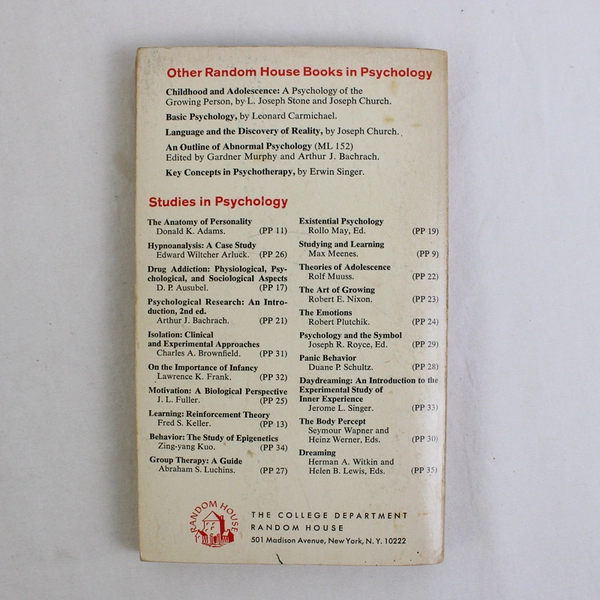 Other Random House Books in Psychology
Childhood and Adolescence: A Psychology of the
Growing Person, by L. Joseph Stone and Joseph Church.
Basic Psychology, by Leonard Carmichael.
Language and the Discovery of Reality, by Joseph Church.
An Outline of Abnormal Psychology (ML 152)
Edited by Gardner Murphy and Arthur J. Bachrach.
Key Concepts in Psychotherapy, by Erwin Singer.
Studies in Psychology
The Anatomy of Personality
Donald K. Adams. (PP 11)
Hypnoanalysis: A Case Study
Edward Wiltcher Arluck. (PP 26)
Drug Addiction: Physiological, Psy-
chological, and Sociological Aspects
D. P. Ausubel. (PP 17)
Psychological Research: An Intro-
duction, 2nd ed.
Arthur J. Bachrach. (PP 21)
Isolation: Clinical
and Experimental Approaches
Charles A. Brownfield. (PP 31)
On the Importance of Infancy
Lawrence K. Frank. (PP 32)
Motivation: A Biological Perspective
J. L. Fuller. (PP 25)
Learning: Reinforcement Theory
Fred S. Keller. (PP 13)
Behavior: The Study of Epigenetics
Zing-yang Kuo. (PP 34)
Group Therapy: A Guide
Abraham S. Luchins. (PP 27)
Existential Psychology
Rollo May, Ed. (PP 19)
Studying and Learning
Max Meenes. (PP 9)
Theories of Adolescence
Rolf Muuss. (PP 22)
The Art of Growing
Robert E. Nixon. (PP 23)
The Emotions
Robert Plutchik. (PP 24)
Psychology and the Symbol
Joseph R. Royce, Ed. (PP 29)
Panic Behavior
Duane P. Schultz. (PP 28)
Daydreaming: An Introduction to the
Experimental Study of
Inner Experience
Jerome L. Singer. (PP 33)
The Body Percept
Seymour Wapner and
Heinz Werner, Eds. (PP 30)
Dreaming
Herman A. Witkin and
Helen B. Lewis, Eds. (PP 35)
RANDOM HOUSE
THE COLLEGE DEPARTMENT
RANDOM HOUSE
501 Madison Avenue, New York, N. Y. 10222